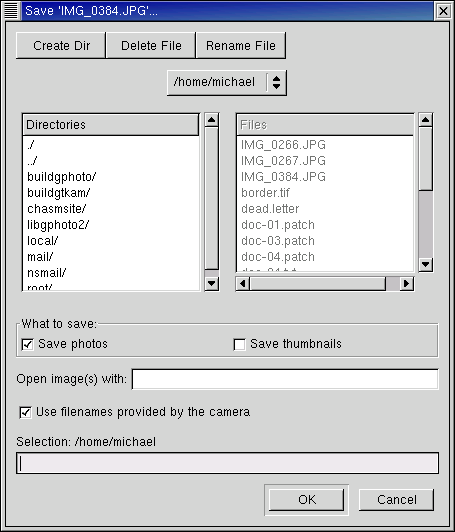 Save 'IMG_0384.JPG'...
Create Dir
Delete File
Rename File
/home/michael
Directories
./
../
buildgphoto/
buildgtkam/
chasmsite/
libgphoto2/
local/
mail/
nsmail/
root/
Files
IMG_0266.JPG
IMG_0267.JPG
IMG_0384.JPG
border.tif
dead.letter
doc-01.patch
doc-03.patch
doc-04.patch
What to save:
Save photos
Save thumbnails
Open image(s) with:
Use filenames provided by the camera
Selection: /home/michael
OK
Cancel